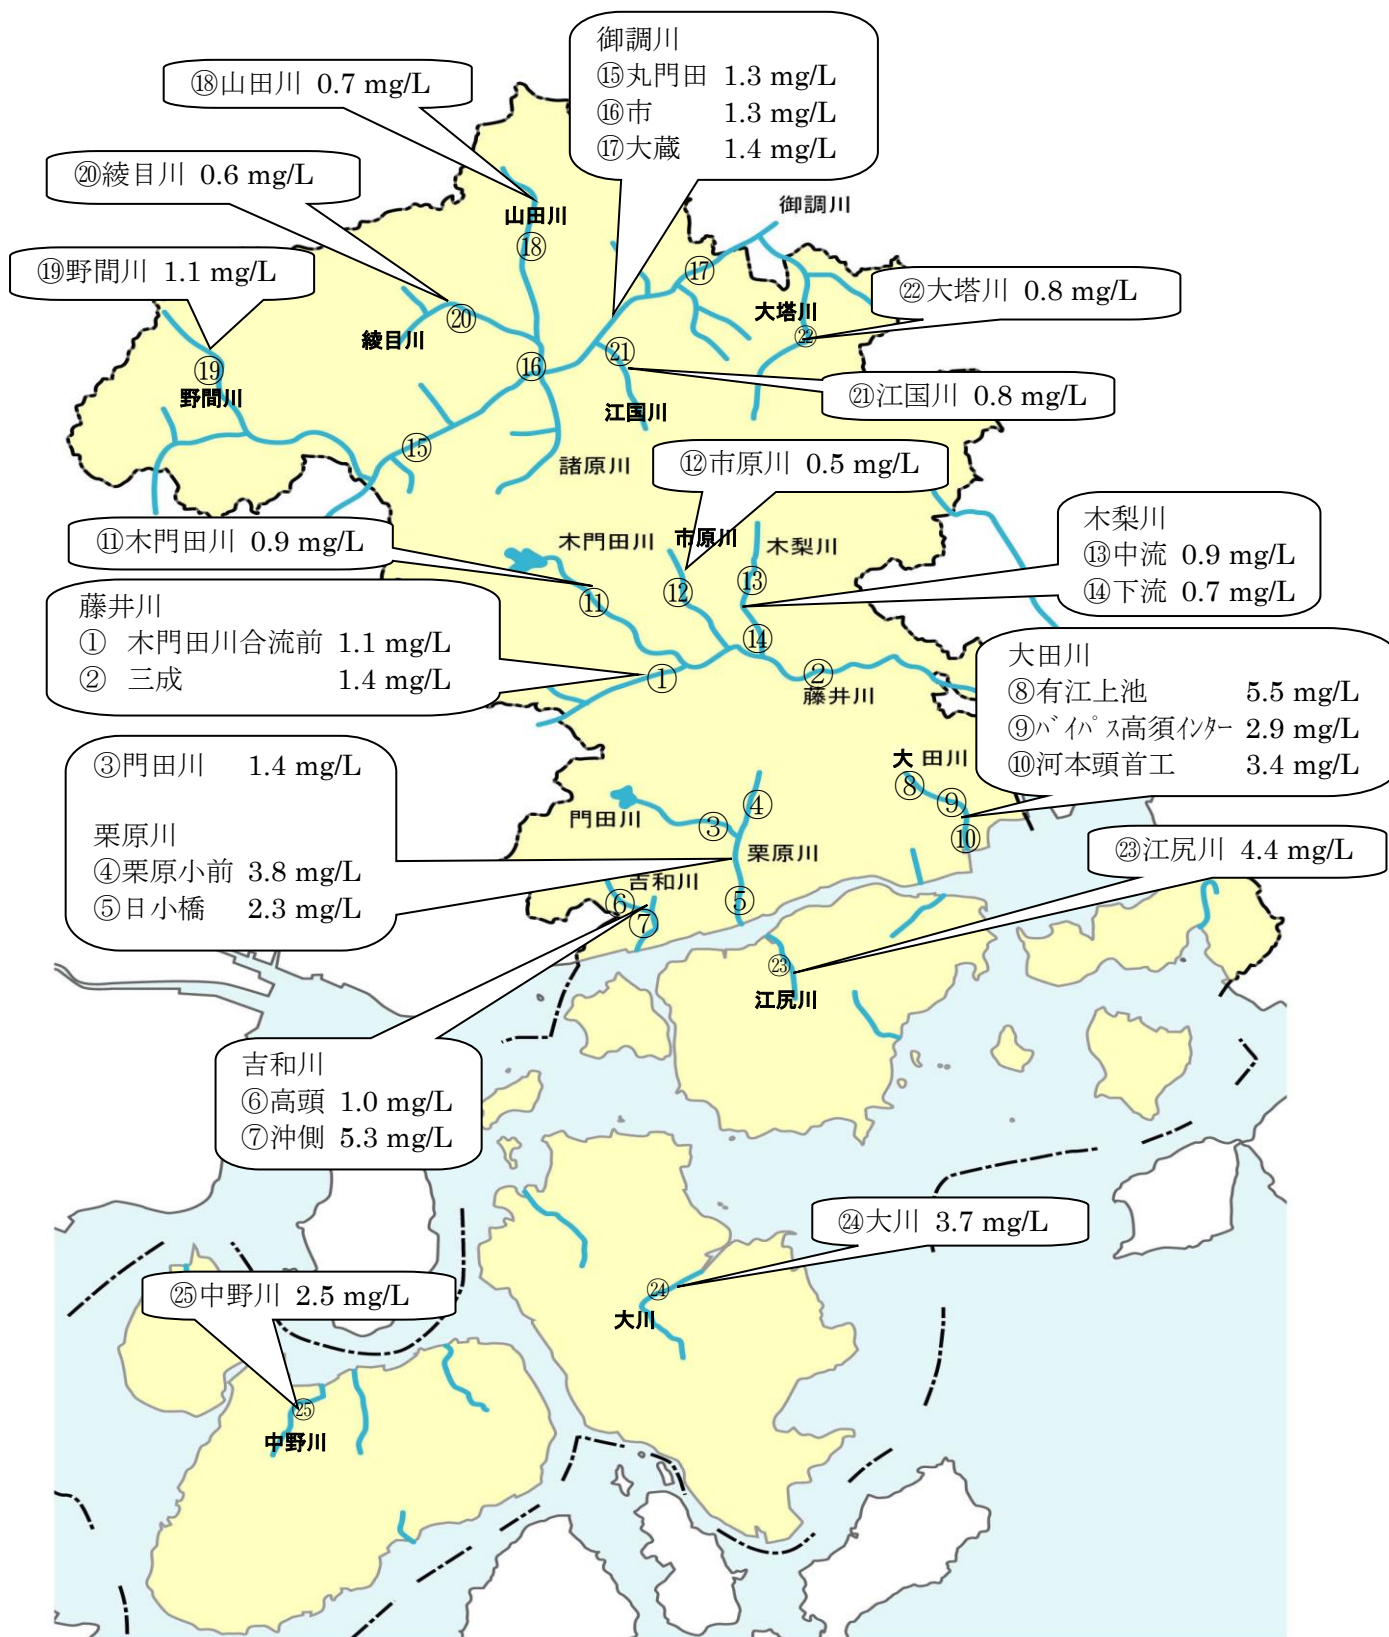 御調川
⑮丸門田 1.3 mg/L
⑯市 1.3 mg/L
⑰大蔵 1.4 mg/L
⑱山田川 0.7 mg/L
⑳綾目川 0.6 mg/L
御調川
山田川
⑱
⑲野間川 1.1 mg/L
⑰
㉒大塔川 0.8 mg/L
大塔川
⑳
綾目川
㉒
㉑
⑯
⑲
野間川
㉑江国川 0.8 mg/L
江国川
⑮
諸原川
⑫市原川 0.5 mg/L
木梨川
⑬中流 0.9 mg/L
⑭下流 0.7 mg/L
⑪木門田川 0.9 mg/L
木門田川
市原川
木梨川
⑬
⑫
⑪
藤井川
① 木門田川合流前 1.1 mg/L
② 三成 1.4 mg/L
⑭
①
②
藤井川
大田川
⑧有江上池 5.5 mg/L
⑨バイパス高須インター 2.9 mg/L
⑩河本頭首工 3.4 mg/L
③門田川 1.4 mg/L
栗原川
④栗原小前 3.8 mg/L
⑤日小橋 2.3 mg/L
大田川
⑧
⑨
⑩
門田川
③
④
栗原川
㉓江尻川 4.4 mg/L
吉和川
⑥
⑦
⑤
㉓
江尻川
吉和川
⑥高頭 1.0 mg/L
⑦沖側 5.3 mg/L
㉔大川 3.7 mg/L
㉔
大川
㉕中野川 2.5 mg/L
㉕
中野川